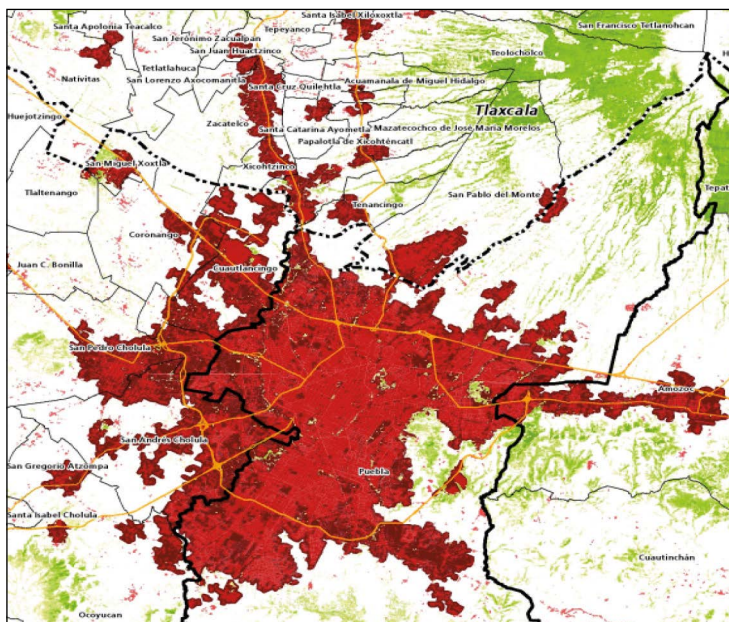 Santa Isabel Xiloxoxtla
Santa Apolonia Teacalco
Tepeyanco
San Francisco Tetlanohcan
San Jerónimo Zacualpan
San Juan Huactzinco
Teolocholco
Tetlatlahuca
Nativitas
San Lorenzo Axocomanitla
Acuamanala de Miguel Hidalgo
Santa Cruz Quilehtla
Huejotzingo
Tlaxcala
Zacatelco
Santa Catarina Ayometla
Mazatecochco de José María Morelos
Papalotla de Xicohténcatl
San Miguel Xoxtla
Xicohtzinco
Tlaltenango
San Pablo del Monte
Tepat
Tenancingo
Coronango
Juan C. Bonilla
Cuautlancingo
San Pedro Cholula
Amozoc
San Andrés Cholula
San Gregorio Atzompa
Puebla
Santa Isabel Cholula
Cuautinchán
Ocoyucan